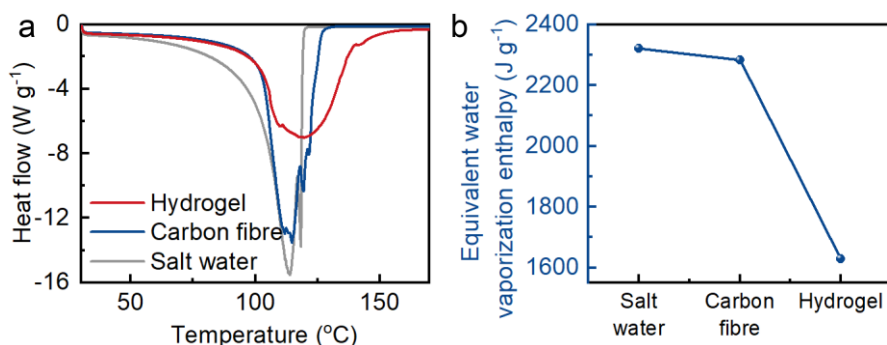 a
0
-4
-8
-12
-16
Heat flow (W g⁻¹)
Hydrogel
Carbon fibre
Salt water
50
100
150
Temperature (°C)
b
2400
2200
2000
1800
1600
Equivalent water
vaporization enthalpy (J g⁻¹)
Salt
water
Carbon
fibre
Hydrogel